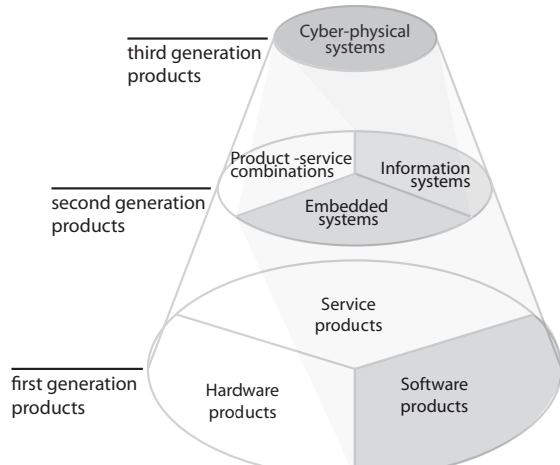 Cyber-physical
systems
third generation
products
Product -service
combinations
Information
systems
Embedded
systems
second generation
products
Service
products
Hardware
products
Software
products
first generation
products